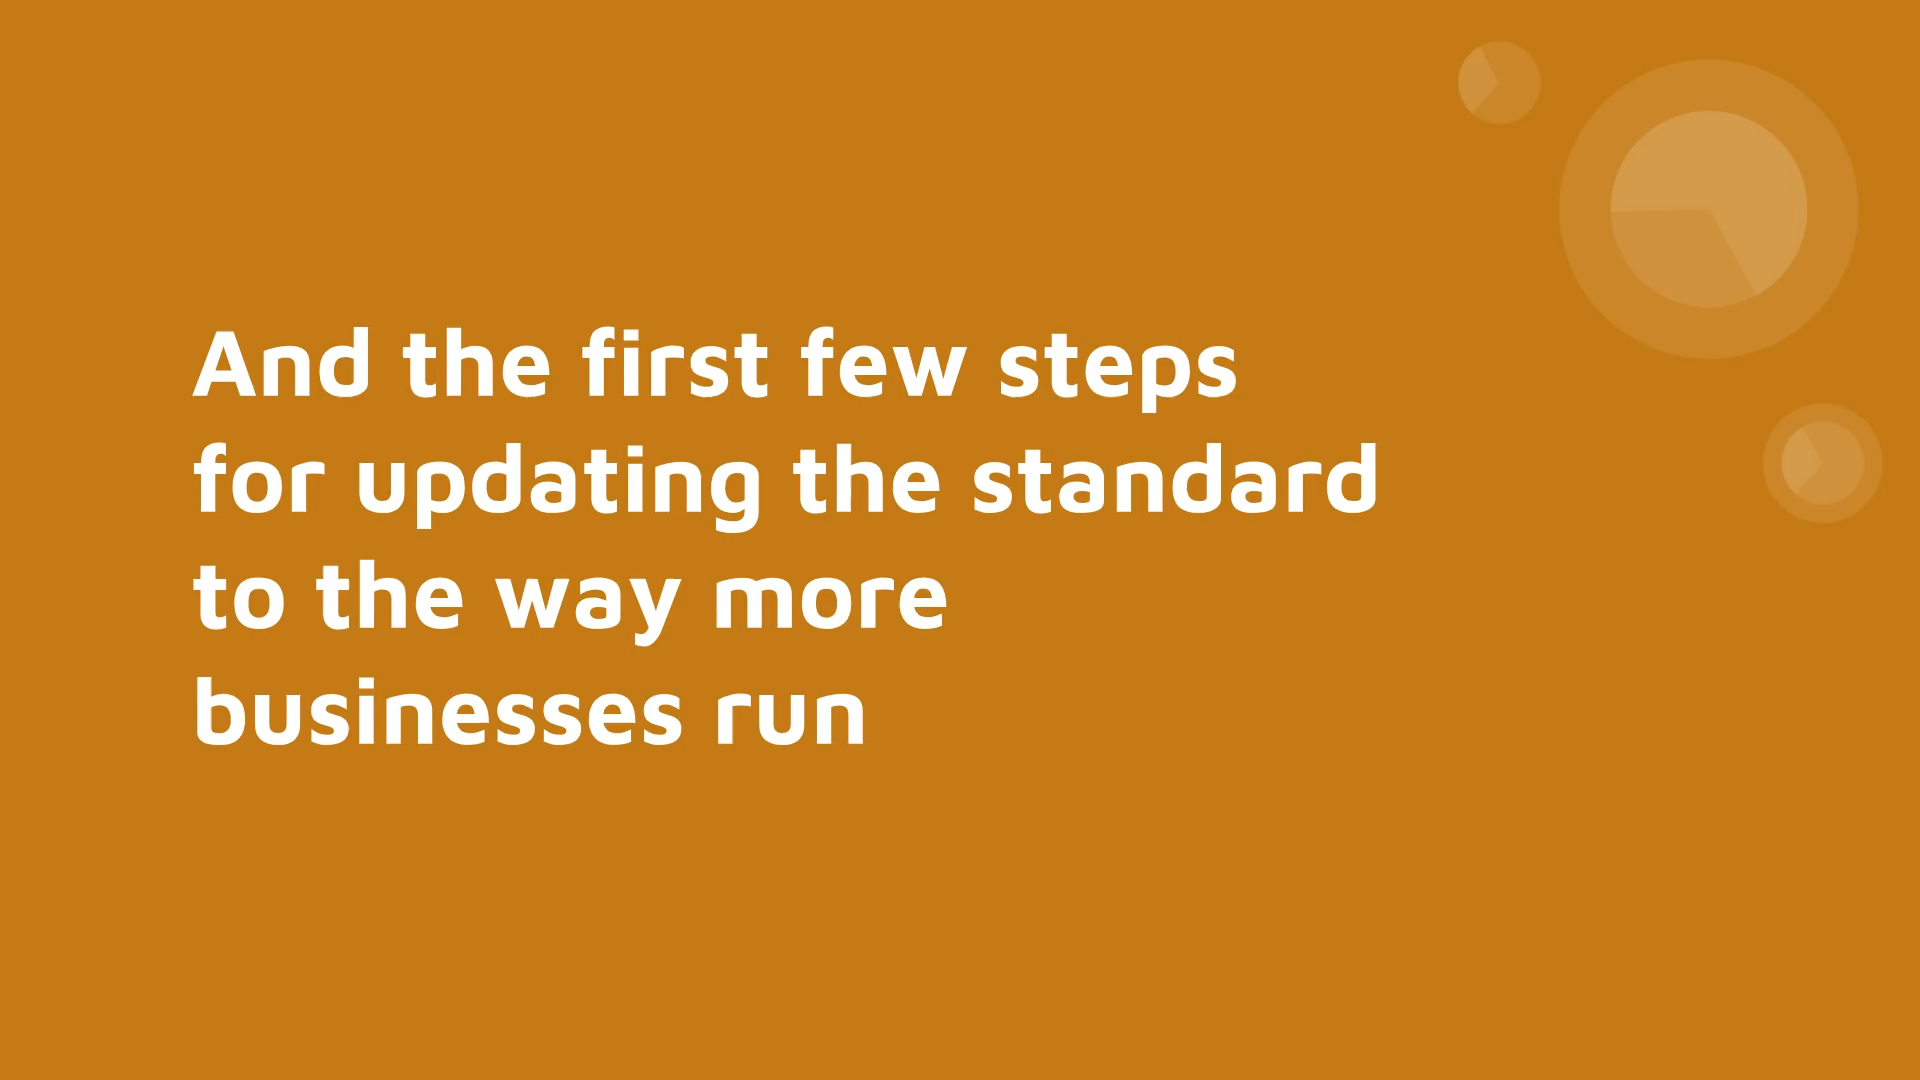 And the first few steps
for updating the standard
to the way more
businesses run